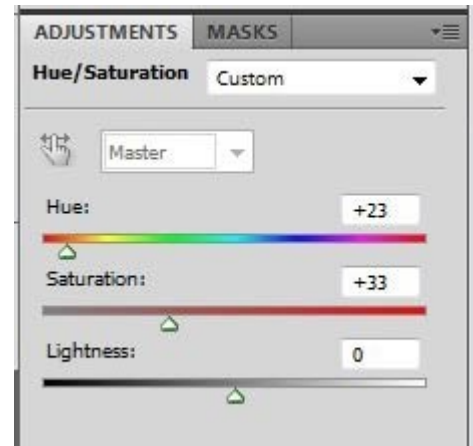 ADJUSTMENTS MASKS
Hue/Saturation Custom
Master
Hue: +23
Saturation: +33
Lightness: 0